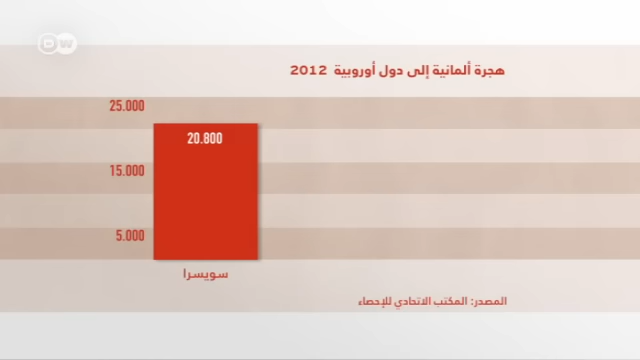 DW
هجرة ألمانية إلى دول أوروبية 2012
25.000
20.800
15.000
5.000
سويسرا
المصدر: المكتب الاتحادي للإحصاء